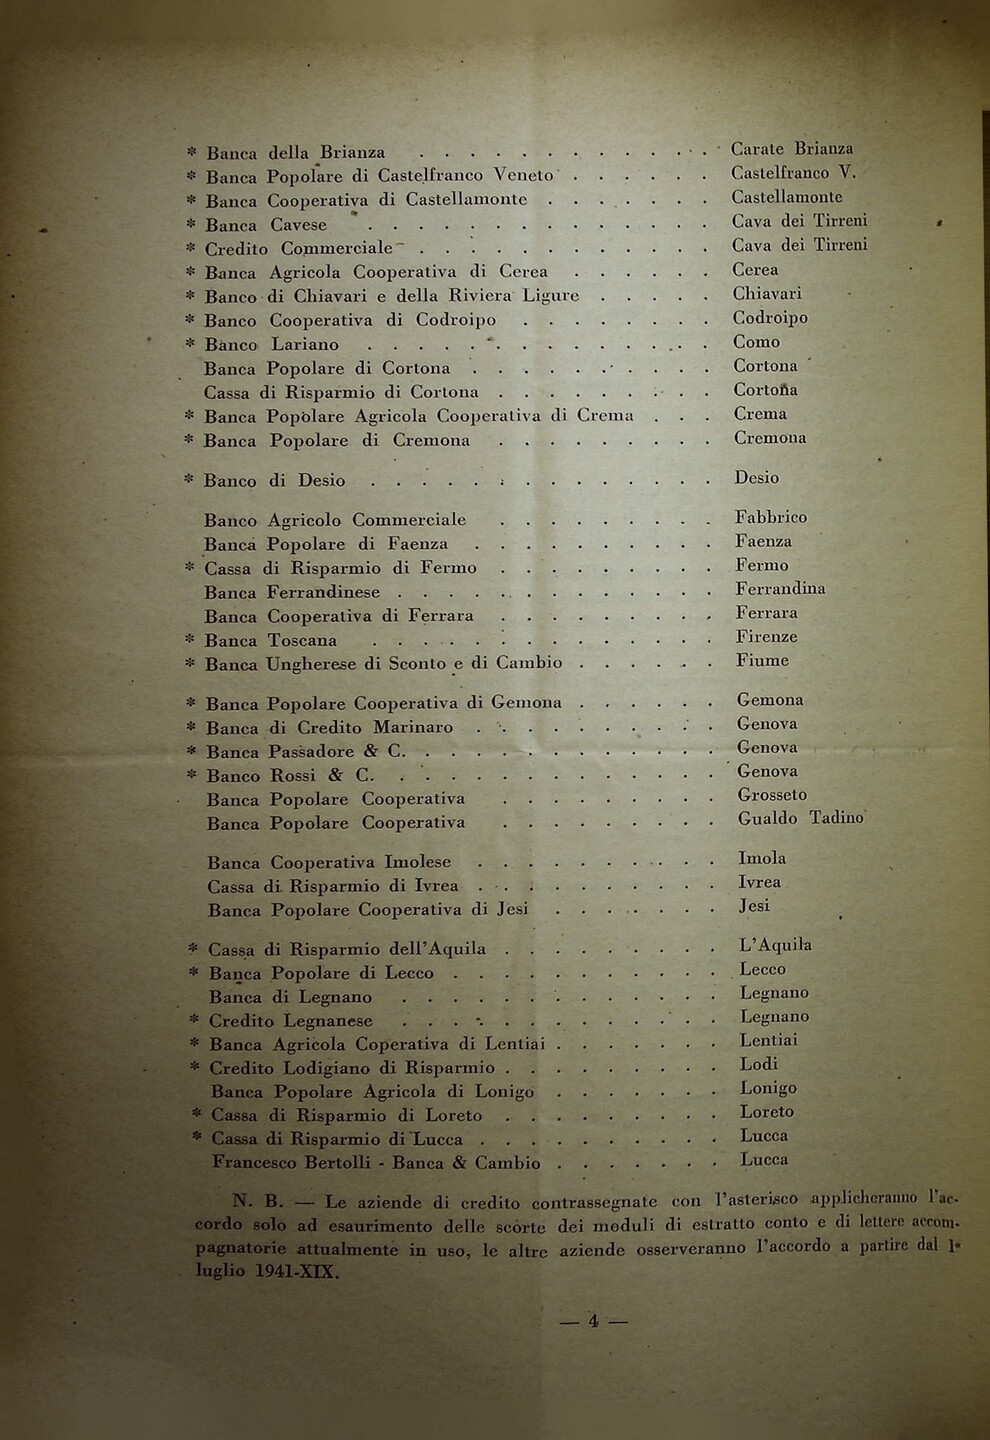 * Banca della Brianza . . . . . . . . . . . . Carate Brianza
* Banca Popolare di Castelfranco Veneto . . . . . . Castelfranco V.
* Banca Cooperativa di Castellamonte . . . . . . . Castellamonte
* Banca Cavese . . . . . . . . . . . . . . Cava dei Tirreni
* Credito Commerciale . . . . . . . . . . . . Cava dei Tirreni
* Banca Agricola Cooperativa di Cerea . . . . . . Cerea
* Banco di Chiavari e della Riviera Ligure . . . . . Chiavari
* Banco Cooperativa di Codroipo . . . . . . . . Codroipo
* Banco Lariano . . . . . . . . . . . . . . Como
Banca Popolare di Cortona . . . . . . . . . . Cortona
Cassa di Risparmio di Cortona . . . . . . . . . Cortona
* Banca Popolare Agricola Cooperativa di Crema . . . Crema
* Banca Popolare di Cremona . . . . . . . . . Cremona
* Banco di Desio . . . . . . . . . . . . . . Desio
Banco Agricolo Commerciale . . . . . . . . . Fabbrico
Banca Popolare di Faenza . . . . . . . . . . Faenza
* Cassa di Risparmio di Fermo . . . . . . . . . Fermo
Banca Ferrandinese . . . . . . . . . . . . . Ferrandina
Banca Cooperativa di Ferrara . . . . . . . . . Ferrara
* Banca Toscana . . . . . . . . . . . . . . Firenze
* Banca Ungherese di Sconto e di Cambio . . . . . . Fiume
* Banca Popolare Cooperativa di Gemona . . . . . . Gemona
* Banca di Credito Marinaro . . . . . . . . . . Genova
* Banca Passadore & C. . . . . . . . . . . . . Genova
* Banco Rossi & C. . . . . . . . . . . . . . . Genova
Banca Popolare Cooperativa . . . . . . . . . Grosseto
Banca Popolare Cooperativa . . . . . . . . . Gualdo Tadino
Banca Cooperativa Imolese . . . . . . . . . . Imola
Cassa di Risparmio di Ivrea . . . . . . . . . . Ivrea
Banca Popolare Cooperativa di Jesi . . . . . . . Jesi
* Cassa di Risparmio dell'Aquila . . . . . . . . . L'Aquila
* Banca Popolare di Lecco . . . . . . . . . . . Lecco
Banca di Legnano . . . . . . . . . . . . . Legnano
* Credito Legnanese . . . . . . . . . . . . . Legnano
* Banca Agricola Coperativa di Lentiai . . . . . . . Lentiai
* Credito Lodigiano di Risparmio . . . . . . . . . Lodi
Banca Popolare Agricola di Lonigo . . . . . . . Lonigo
* Cassa di Risparmio di Loreto . . . . . . . . . Loreto
* Cassa di Risparmio di Lucca . . . . . . . . . . Lucca
Francesco Bertolli - Banca & Cambio . . . . . . . Lucca
N. B. — Le aziende di credito contrassegnate con l'asterisco applicheranno l'ac-
cordo solo ad esaurimento delle scorte dei moduli di estratto conto e di lettere accom-
pagnatorie attualmente in uso, le altre aziende osserveranno l'accordo a partire dal 1°
luglio 1941-XIX.
— 4 —